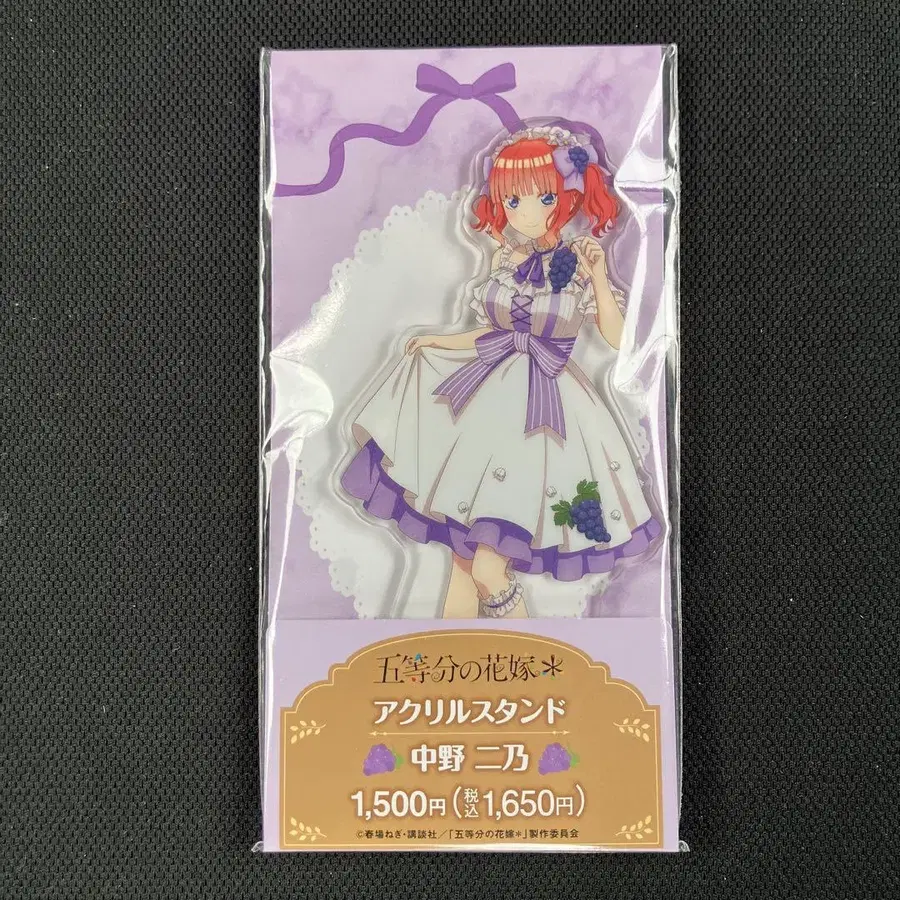 五等分の花嫁*
アクリルスタンド
中野 二乃
1,500円(税込1,650円)
©春場ねぎ・講談社/「五等分の花嫁*」製作委員会